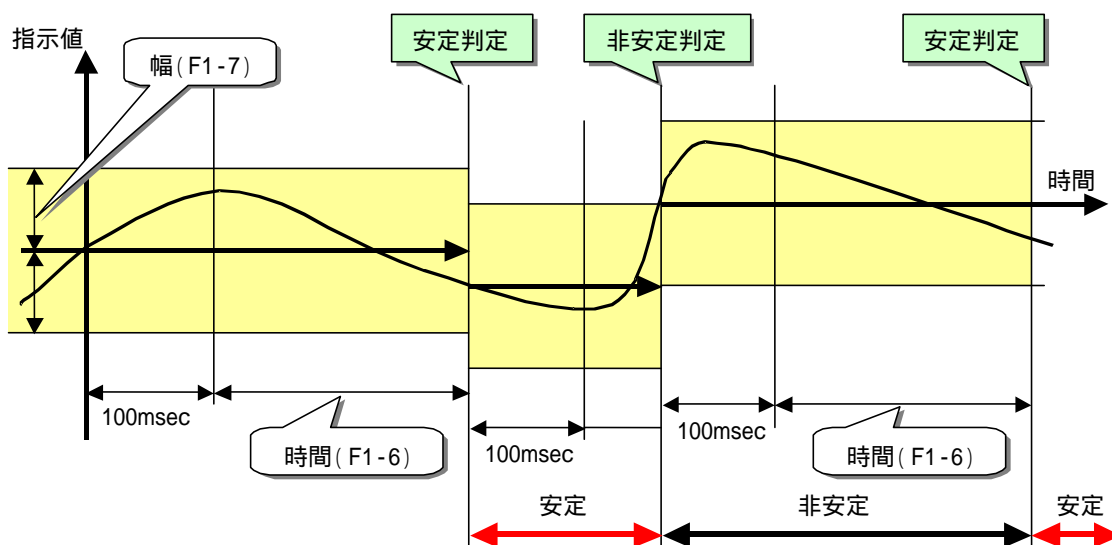 指示値
幅(F1-7)
安定判定
非安定判定
安定判定
時間
100msec
時間(F1-6)
100msec
100msec
時間(F1-6)
安定
非安定
安定